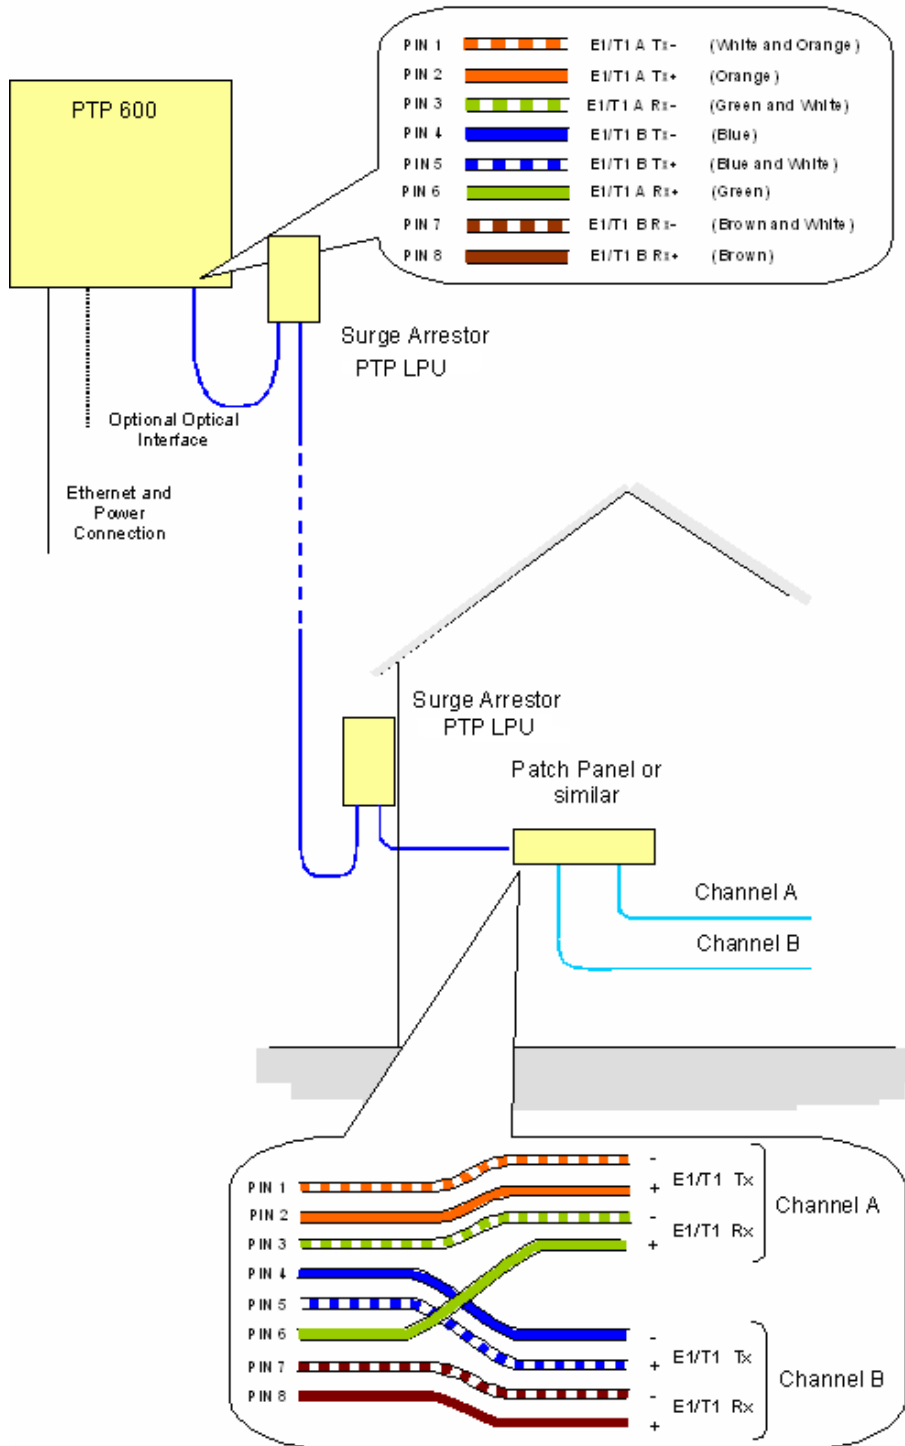 PIN 1 E1/T1 A Tx- (White and Orange)
PIN 2 E1/T1 A Tx+ (Orange)
PIN 3 E1/T1 A Rx- (Green and White)
PIN 4 E1/T1 B Tx- (Blue)
PIN 5 E1/T1 B Tx+ (Blue and White)
PIN 6 E1/T1 A Rx+ (Green)
PIN 7 E1/T1 B Rx- (Brown and White)
PIN 8 E1/T1 B Rx+ (Brown)
PTP 600
Surge Arrestor
PTP LPU
Optional Optical
Interface
Ethernet and
Power
Connection
Surge Arrestor
PTP LPU
Patch Panel or
similar
Channel A
Channel B
PIN 1 -
PIN 2 + E1/T1 Tx
PIN 3 - E1/T1 Rx
+
Channel A
PIN 4
PIN 5
PIN 6 -
PIN 7 + E1/T1 Tx
PIN 8 - E1/T1 Rx
+
Channel B